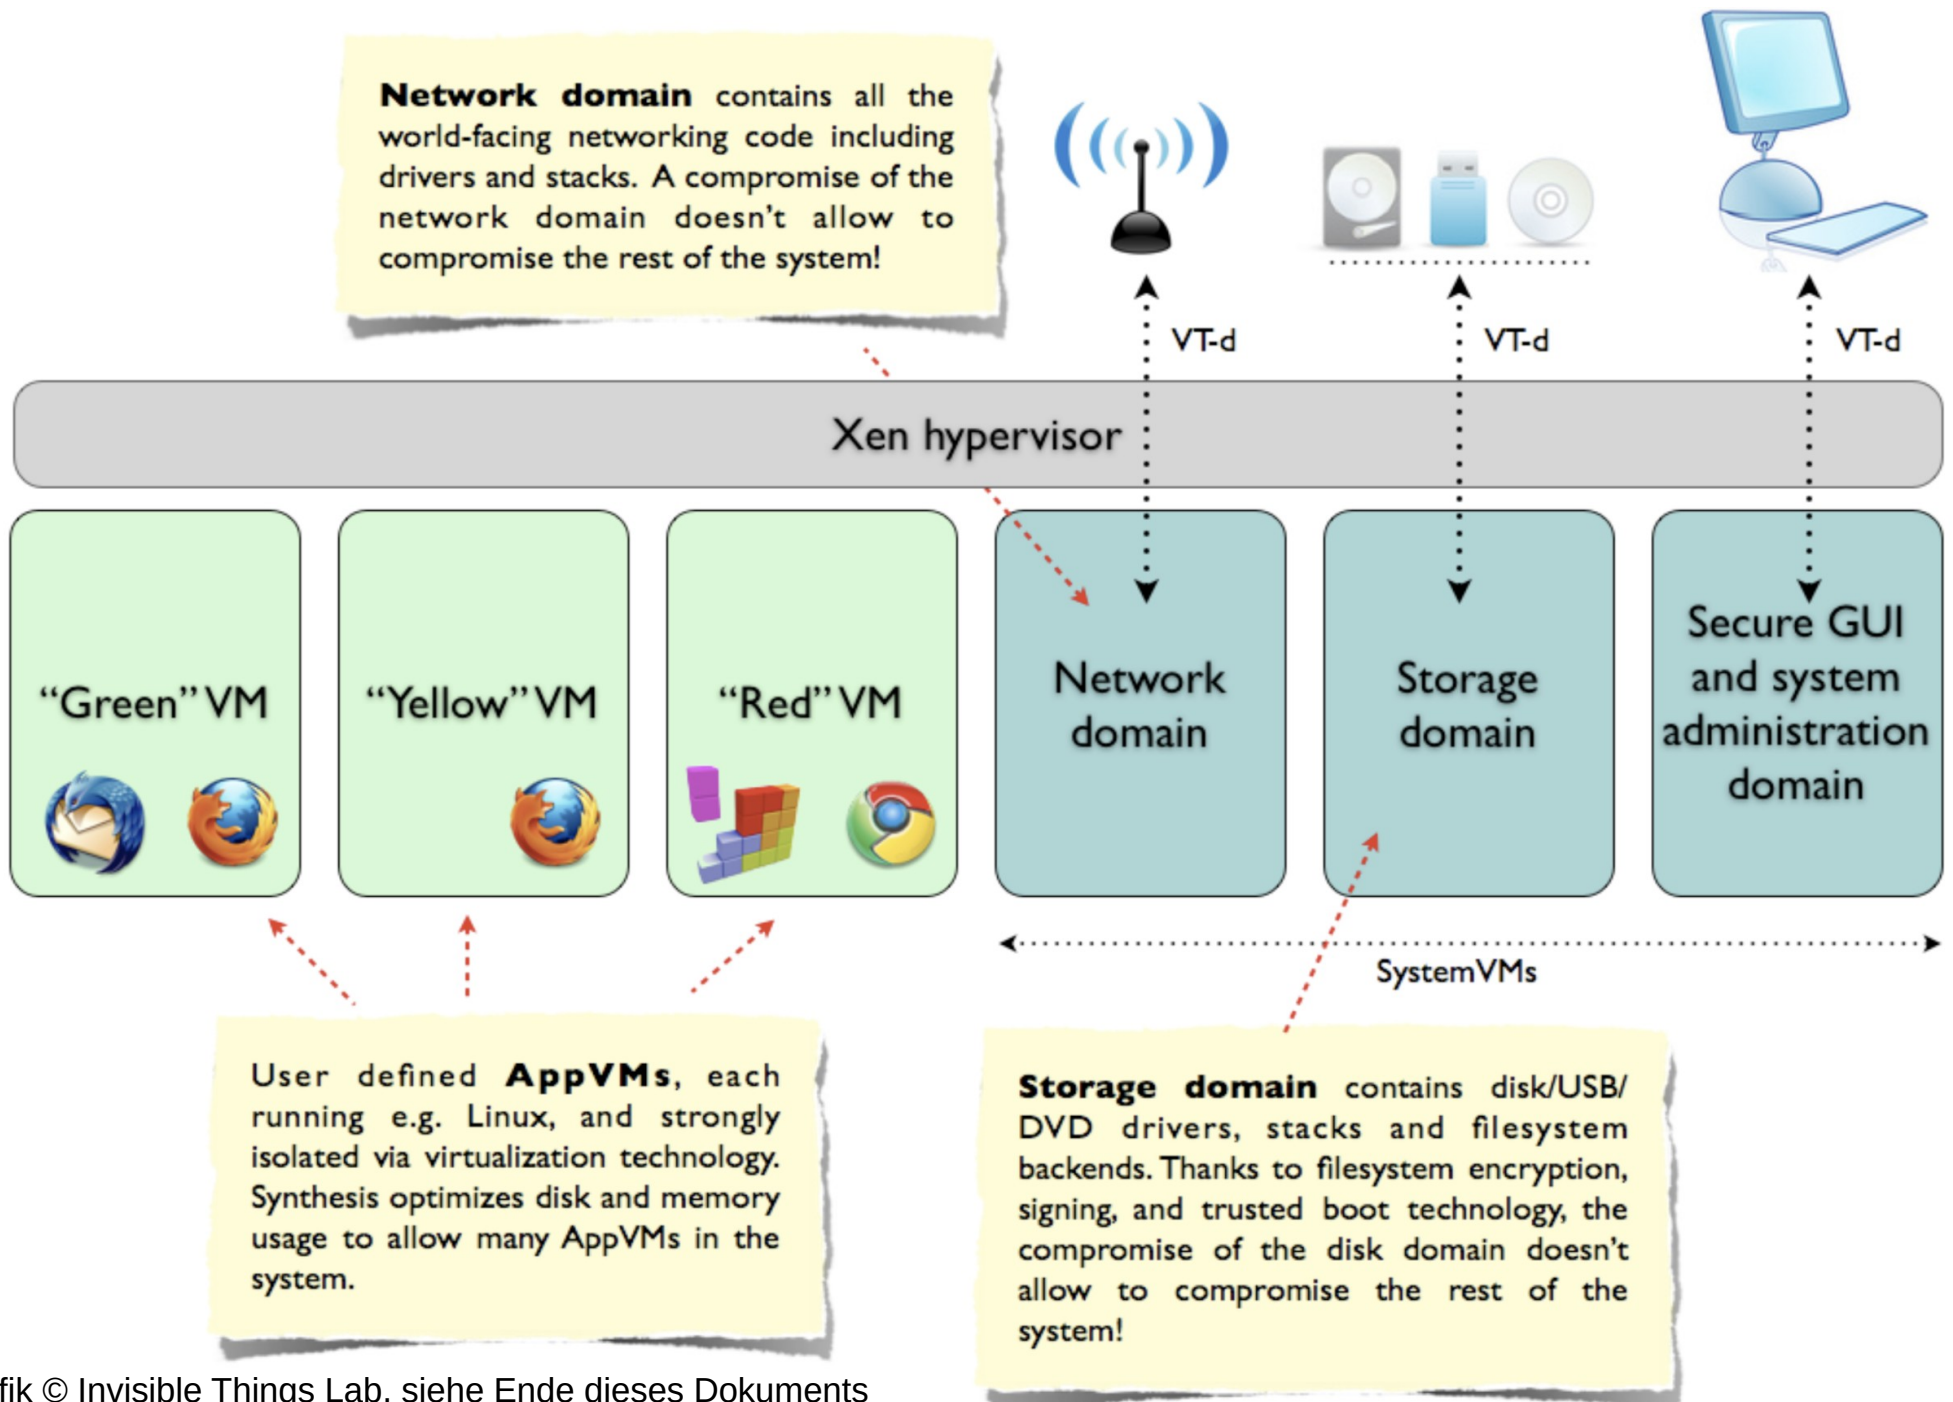 Network domain contains all the
world-facing networking code including
drivers and stacks. A compromise of the
network domain doesn't allow to
compromise the rest of the system!
VT-d
VT-d
VT-d
Xen hypervisor
“Green” VM
“Yellow” VM
“Red” VM
Network
domain
Storage
domain
Secure GUI
and system
administration
domain
SystemVMs
User defined AppVMs, each
running e.g. Linux, and strongly
isolated via virtualization technology.
Synthesis optimizes disk and memory
usage to allow many AppVMs in the
system.
Storage domain contains disk/USB/
DVD drivers, stacks and filesystem
backends. Thanks to filesystem encryption,
signing, and trusted boot technology, the
compromise of the disk domain doesn't
allow to compromise the rest of the
system!
fik © Invisible Things Lab, siehe Ende dieses Dokuments